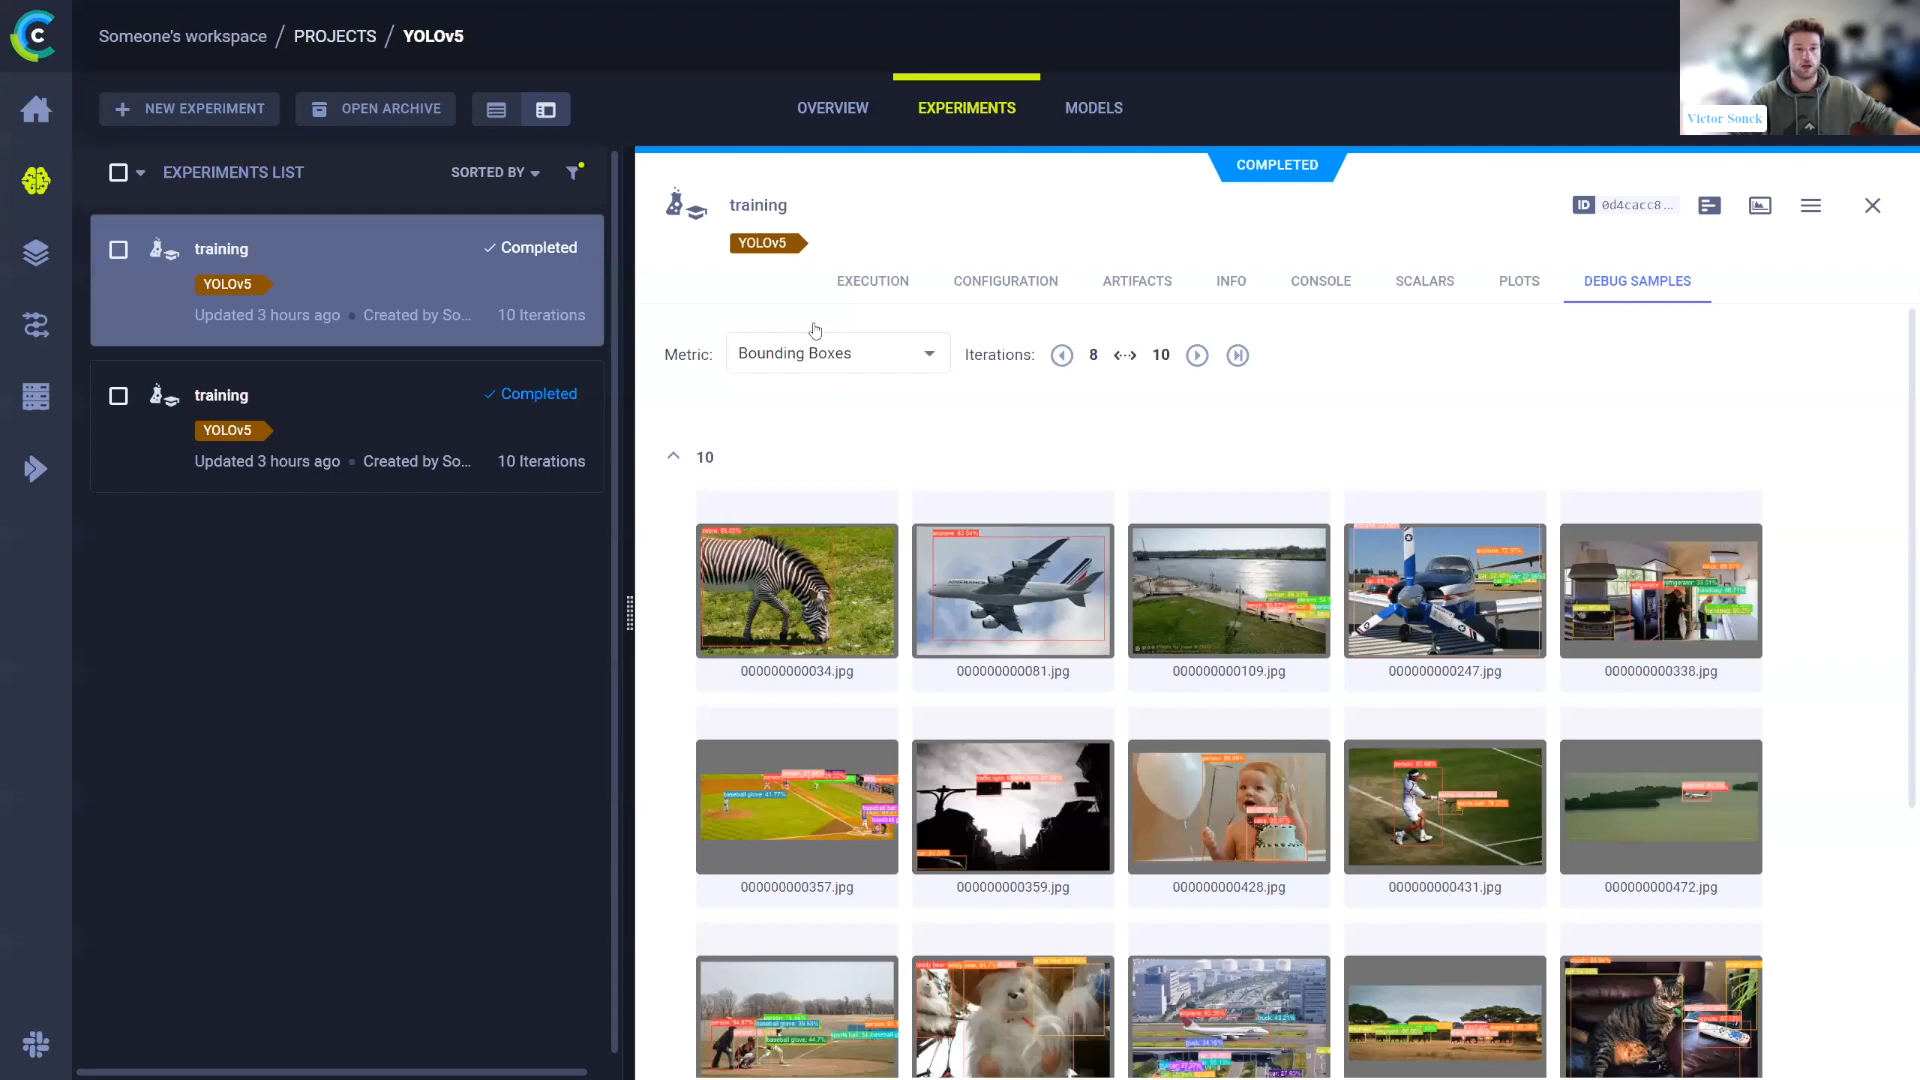 Someone's workspace / PROJECTS / YOLOv5
NEW EXPERIMENT
OPEN ARCHIVE
OVERVIEW
EXPERIMENTS
MODELS
Victor Sonck
EXPERIMENTS LIST
SORTED BY
training
Completed
YOLOv5
Updated 3 hours ago
Created by So...
10 Iterations
training
Completed
YOLOv5
Updated 3 hours ago
Created by So...
10 Iterations
COMPLETED
training
ID 0d4cacc8...
YOLOv5
EXECUTION
CONFIGURATION
ARTIFACTS
INFO
CONSOLE
SCALARS
PLOTS
DEBUG SAMPLES
Metric:
Bounding Boxes
Iterations:
8
10
10
000000000034.jpg
000000000081.jpg
000000000109.jpg
000000000247.jpg
000000000338.jpg
000000000357.jpg
000000000359.jpg
000000000428.jpg
000000000431.jpg
000000000472.jpg